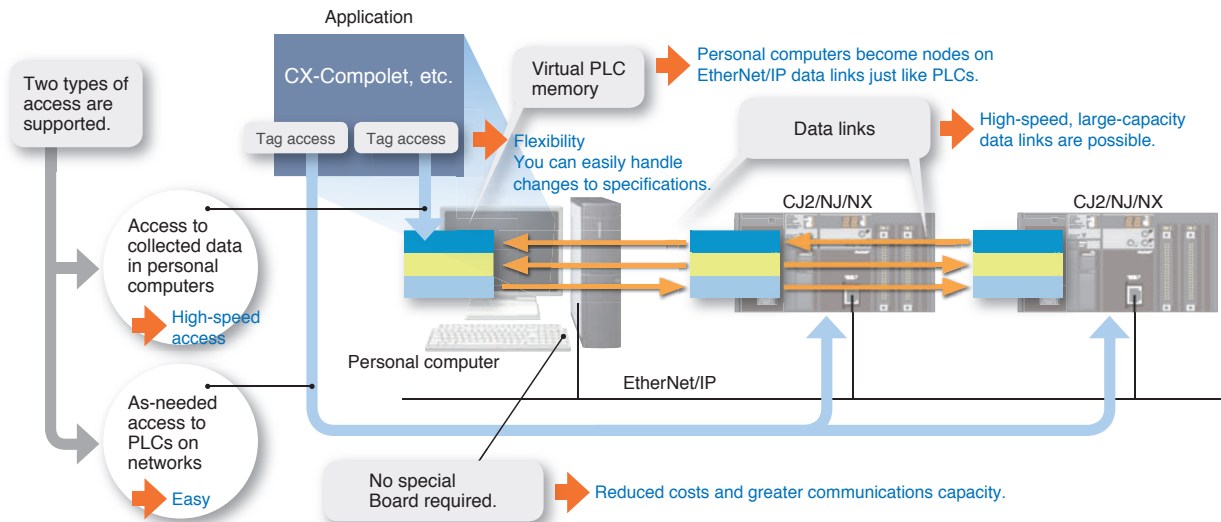 Application
CX-Compolet, etc.
Tag access
Tag access
Two types of
access are
supported.
Virtual PLC
memory
Personal computers become nodes on
EtherNet/IP data links just like PLCs.
Flexibility
You can easily handle
changes to specifications.
Data links
High-speed, large-capacity
data links are possible.
CJ2/NJ/NX
CJ2/NJ/NX
Access to
collected data
in personal
computers
High-speed
access
Personal computer
EtherNet/IP
As-needed
access to
PLCs on
networks
Easy
No special
Board required.
Reduced costs and greater communications capacity.